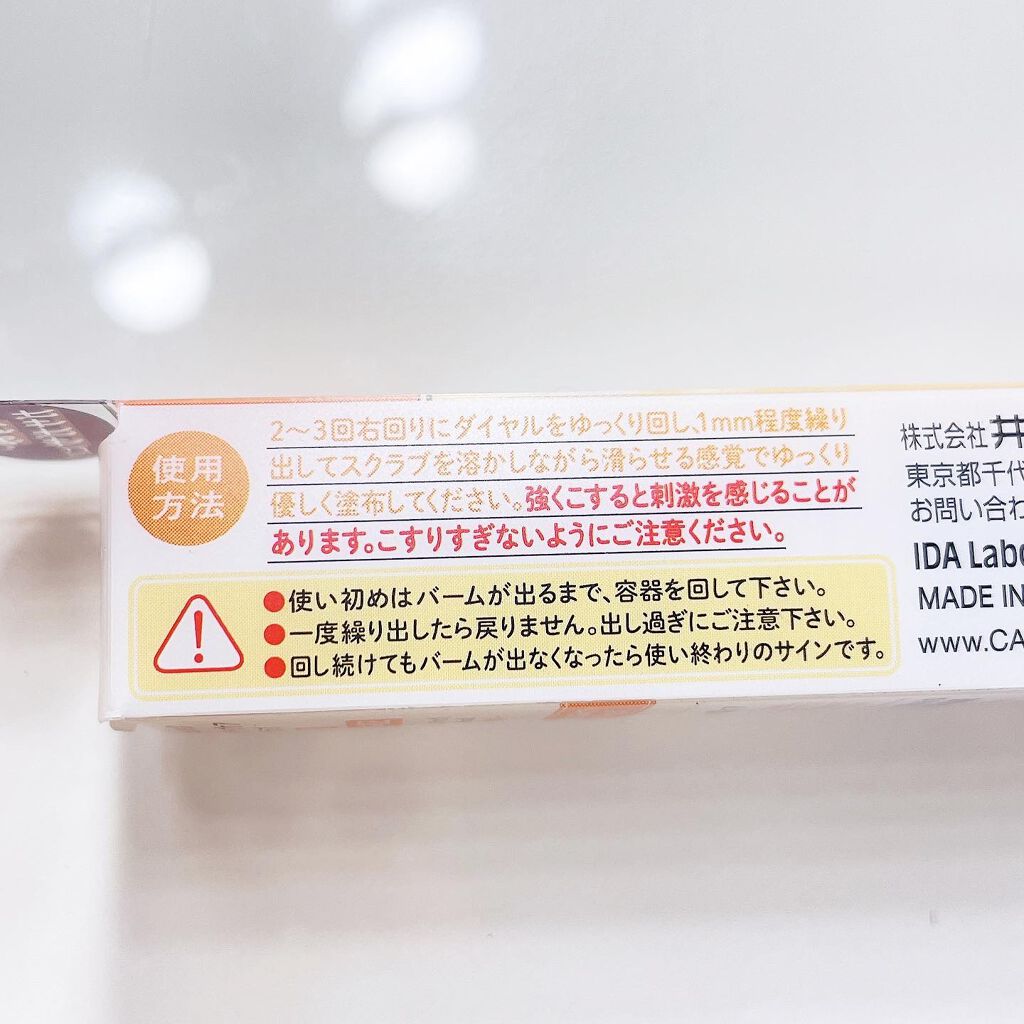 使用
方法
2～3回右回りにダイヤルをゆっくり回し、1mm程度繰り
出してスクラブを溶かしながら滑らせる感覚でゆっくり
優しく塗布してください。強くこすると刺激を感じることが
あります。こすりすぎないようにご注意ください。
●使い初めはバームが出るまで、容器を回して下さい。
●一度繰り出したら戻りません。出し過ぎにご注意下さい。
●回し続けてもバームが出なくなったら使い終わりのサインです。
株式会社 井
東京都千代
お問い合わ
IDA Labo
MADE IN
www.CA